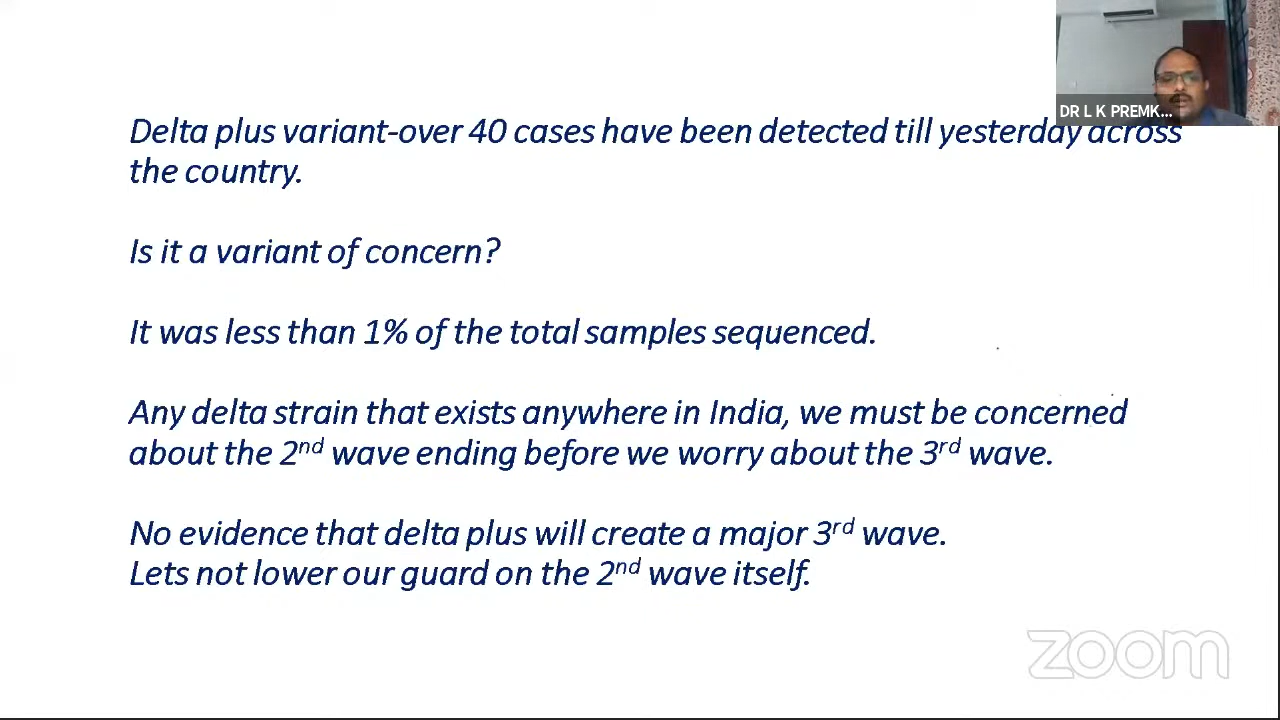 DR L K PREMK...
Delta plus variant-over 40 cases have been detected till yesterday across
the country.
Is it a variant of concern?
It was less than 1% of the total samples sequenced.
Any delta strain that exists anywhere in India, we must be concerned
about the 2nd wave ending before we worry about the 3rd wave.
No evidence that delta plus will create a major 3rd wave.
Lets not lower our guard on the 2nd wave itself.
zoom